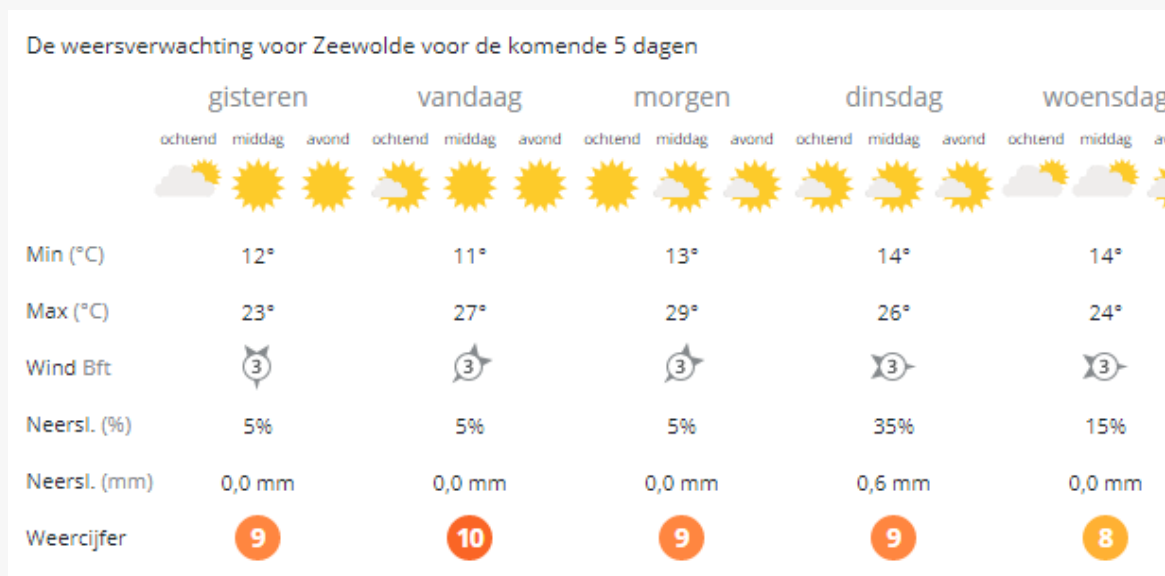 De weersverwachting voor Zeewolde voor de komende 5 dagen
gisteren vandaag morgen dinsdag woensdag
ochtend middag avond ochtend middag avond ochtend middag avond ochtend middag avond ochtend middag
Min (°C) 12° 11° 13° 14° 14°
Max (°C) 23° 27° 29° 26° 24°
Wind Bft 3 3 3 3 3
Neersl. (%) 5% 5% 5% 35% 15%
Neersl. (mm) 0,0 mm 0,0 mm 0,0 mm 0,6 mm 0,0 mm
Weercijfer 9 10 9 9 8